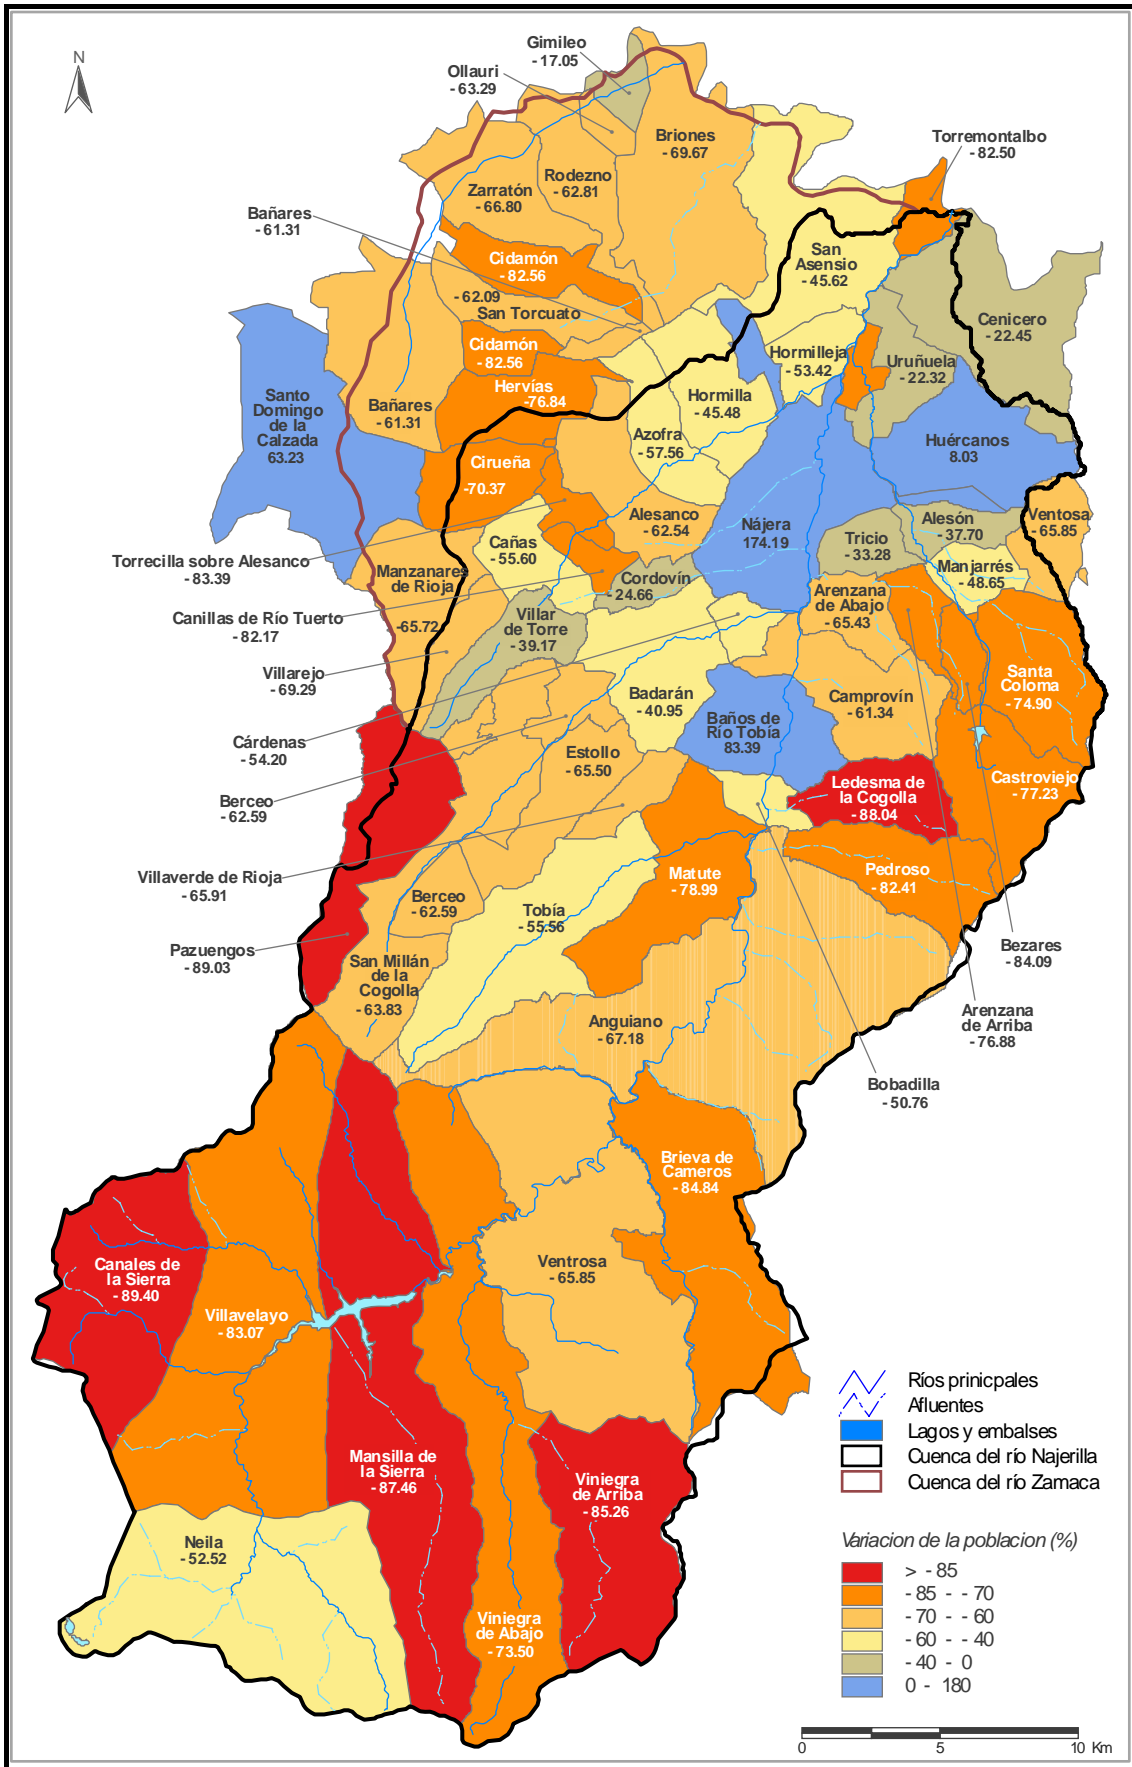 N
Gimileo
- 17.05
Ollauri
- 63.29
Briones
- 69.67
Torremontalbo
- 82.50
Rodezno
- 62.81
Zarratón
- 66.80
Bañares
- 61.31
Cidamón
- 82.56
San
Asensio
- 45.62
- 62.09
San Torcuato
Cenicero
- 22.45
Cidamón
- 82.56
Hormilleja
- 53.42
Uruñuela
- 22.32
Hervías
-76.84
Hormilla
- 45.48
Santo
Domingo
de la
Calzada
63.23
Bañares
- 61.31
Azofra
- 57.56
Huércanos
8.03
Cirueña
-70.37
Alesanco
- 62.54
Nájera
174.19
Alesón
- 37.70
Ventosa
- 65.85
Tricio
- 33.28
Cañas
- 55.60
Torrecilla sobre Alesanco
- 83.39
Manzanares
de Rioja
-65.72
Cordovín
- 24.66
Manjarrés
- 48.65
Arenzana
de Abajo
- 65.43
Canillas de Río Tuerto
- 82.17
Villar
de Torre
- 39.17
Villarejo
- 69.29
Santa
Coloma
- 74.90
Badarán
- 40.95
Camprovín
- 61.34
Baños de
Río Tobía
83.39
Cárdenas
- 54.20
Estollo
- 65.50
Castroviejo
- 77.23
Ledesma de
la Cogolla
- 88.04
Berceo
- 62.59
Villaverde de Rioja
- 65.91
Matute
- 78.99
Pedroso
- 82.41
Berceo
- 62.59
Tobía
- 55.56
Pazuengos
- 89.03
Bezares
- 84.09
San Millán
de la
Cogolla
- 63.83
Anguiano
- 67.18
Arenzana
de Arriba
- 76.88
Bobadilla
- 50.76
Brieva de
Cameros
- 84.84
Canales de
la Sierra
- 89.40
Ventrosa
- 65.85
Villavelayo
- 83.07
Mansilla de
la Sierra
- 87.46
Viniegra
de Arriba
- 85.26
Neila
- 52.52
Viniegra
de Abajo
- 73.50
Ríos prinicpales
Afluentes
Lagos y embalses
Cuenca del río Najerilla
Cuenca del río Zamaca
Variacion de la poblacion (%)
> - 85
- 85 - - 70
- 70 - - 60
- 60 - - 40
- 40 - 0
0 - 180
0 5 10 Km